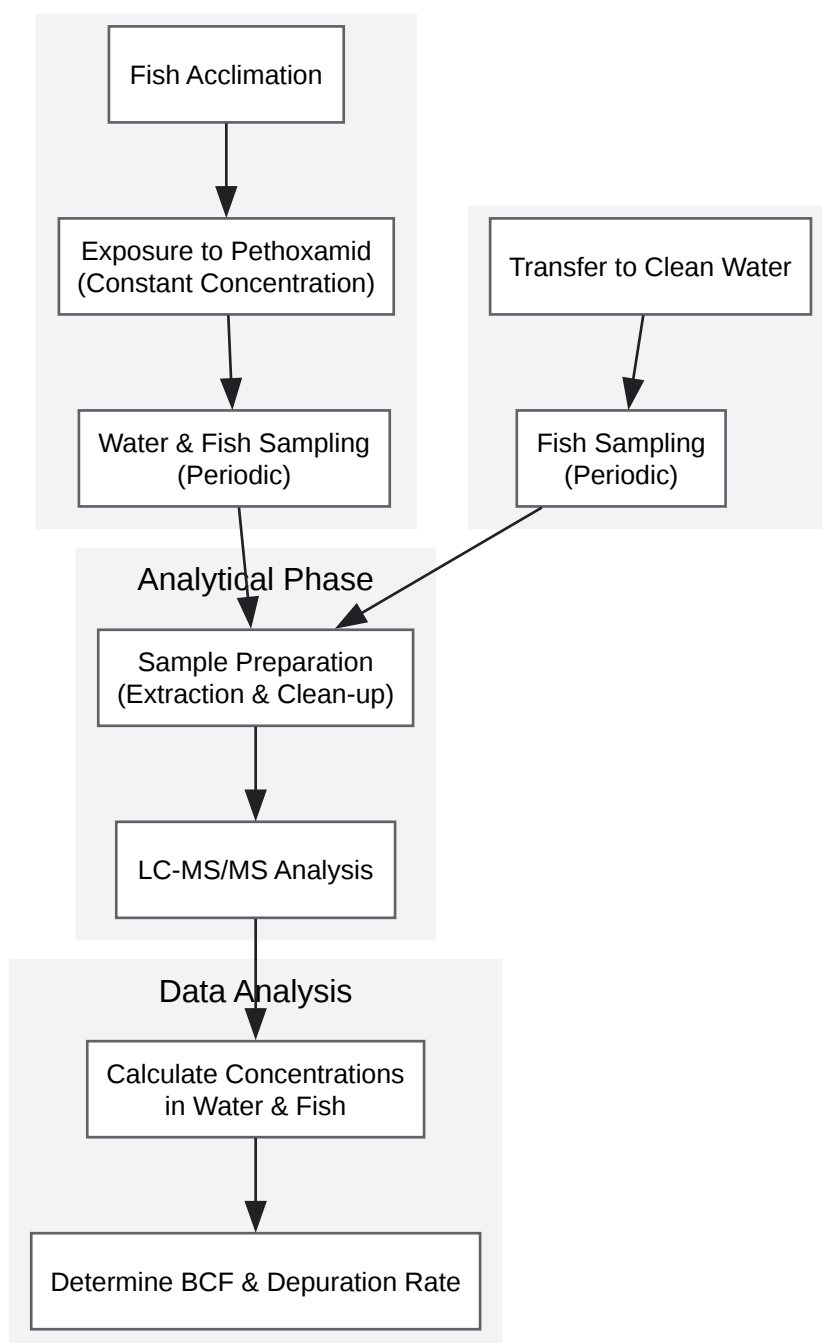 Fish Acclimation
Exposure to Pethoxamid
(Constant Concentration)
Transfer to Clean Water
Water & Fish Sampling
(Periodic)
Fish Sampling
(Periodic)
Analytical Phase
Sample Preparation
(Extraction & Clean-up)
LC-MS/MS Analysis
Data Analysis
Calculate Concentrations
in Water & Fish
Determine BCF & Depuration Rate